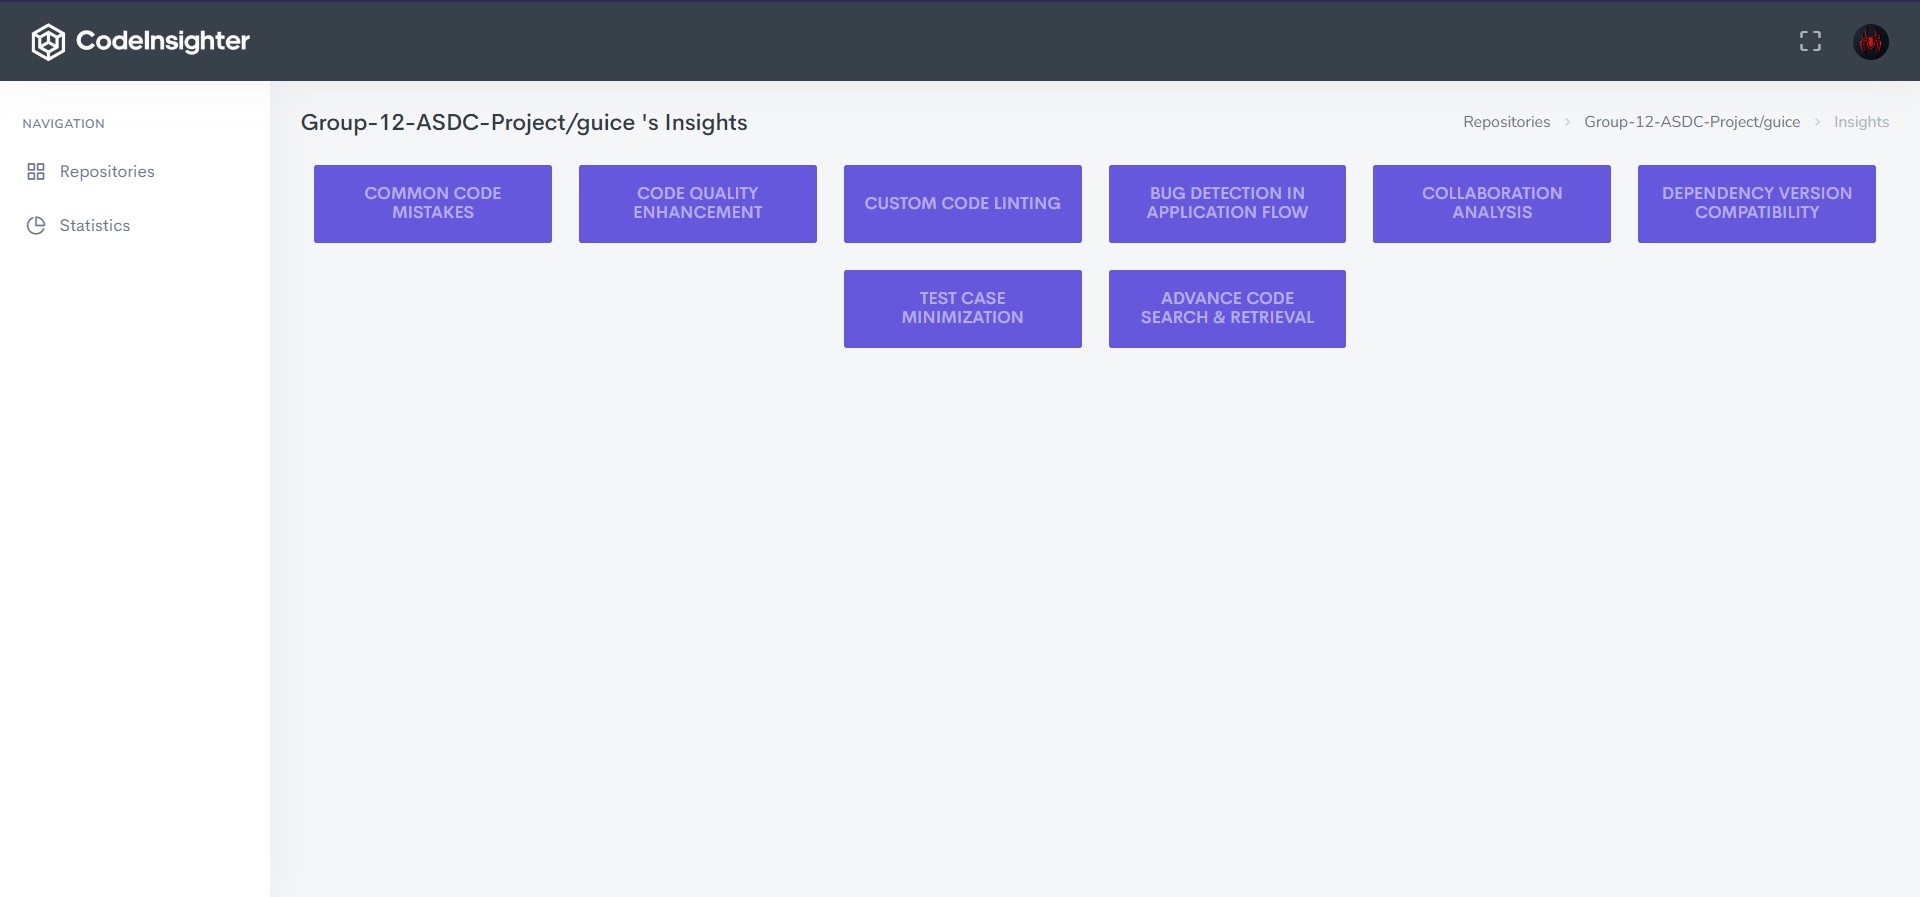 CodeInsighter
NAVIGATION
Repositories
Statistics
Group-12-ASDC-Project/guice 's Insights
Repositories > Group-12-ASDC-Project/guice > Insights
COMMON CODE
MISTAKES
CODE QUALITY
ENHANCEMENT
CUSTOM CODE LINTING
BUG DETECTION IN
APPLICATION FLOW
COLLABORATION
ANALYSIS
DEPENDENCY VERSION
COMPATIBILITY
TEST CASE
MINIMIZATION
ADVANCE CODE
SEARCH & RETRIEVAL